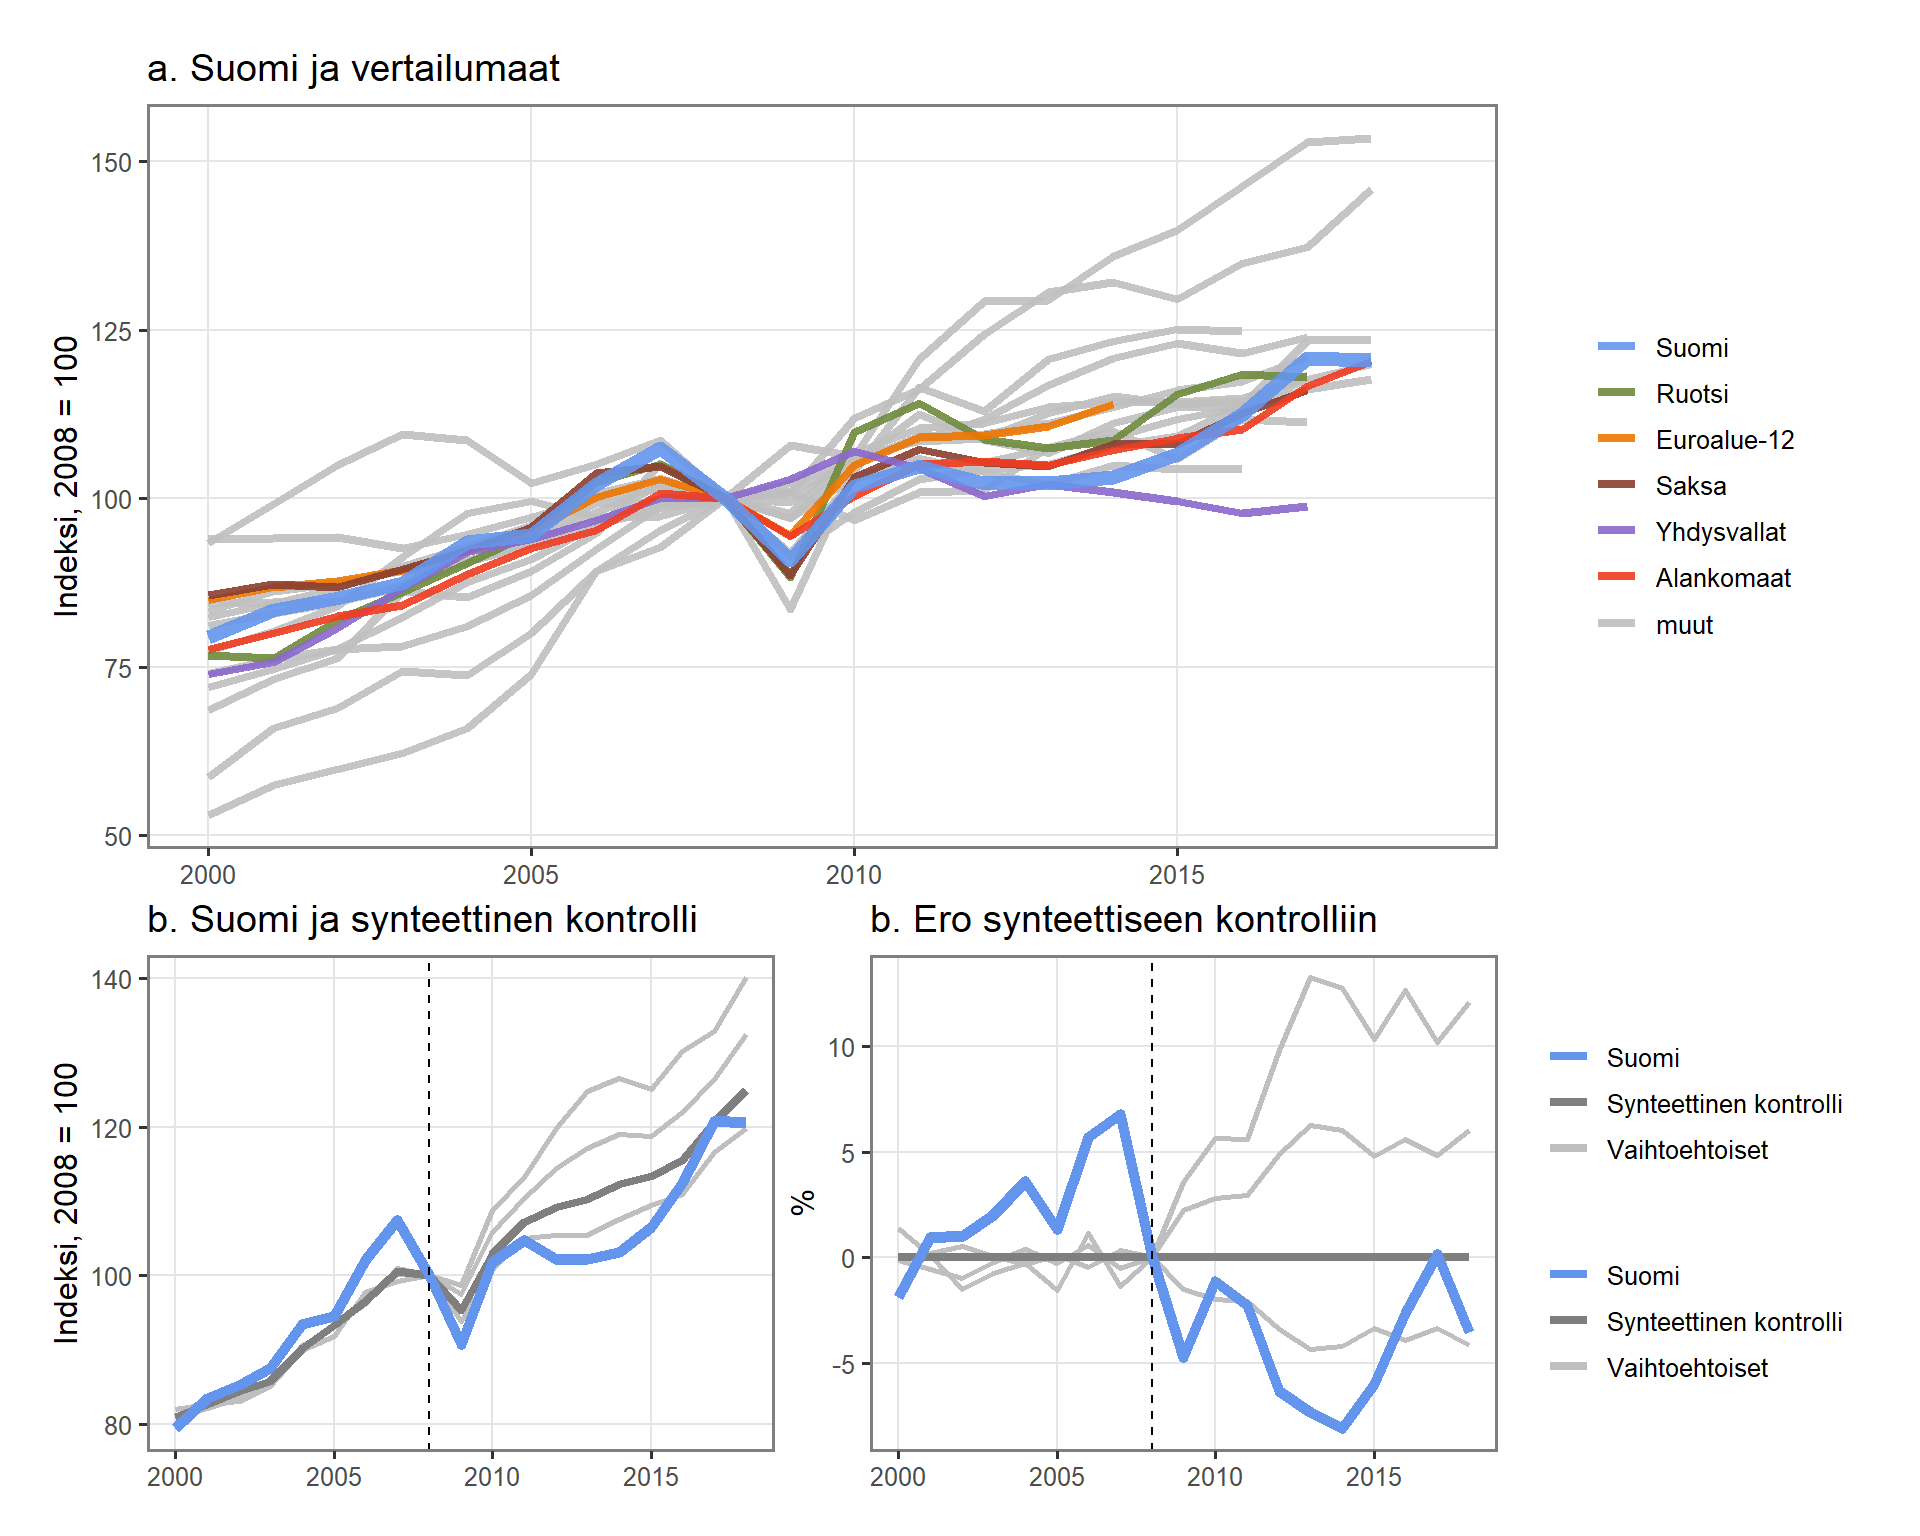 a. Suomi ja vertailumaat
Indeksi, 2008 = 100
150
125
100
75
50
2000
2005
2010
2015
Suomi
Ruotsi
Euroalue-12
Saksa
Yhdysvallat
Alankomaat
muut
b. Suomi ja synteettinen kontrolli
Indeksi, 2008 = 100
140
120
100
80
2000
2005
2010
2015
b. Ero synteettiseen kontrolliin
%
10
5
0
-5
2000
2005
2010
2015
Suomi
Synteettinen kontrolli
Vaihtoehtoiset
Suomi
Synteettinen kontrolli
Vaihtoehtoiset